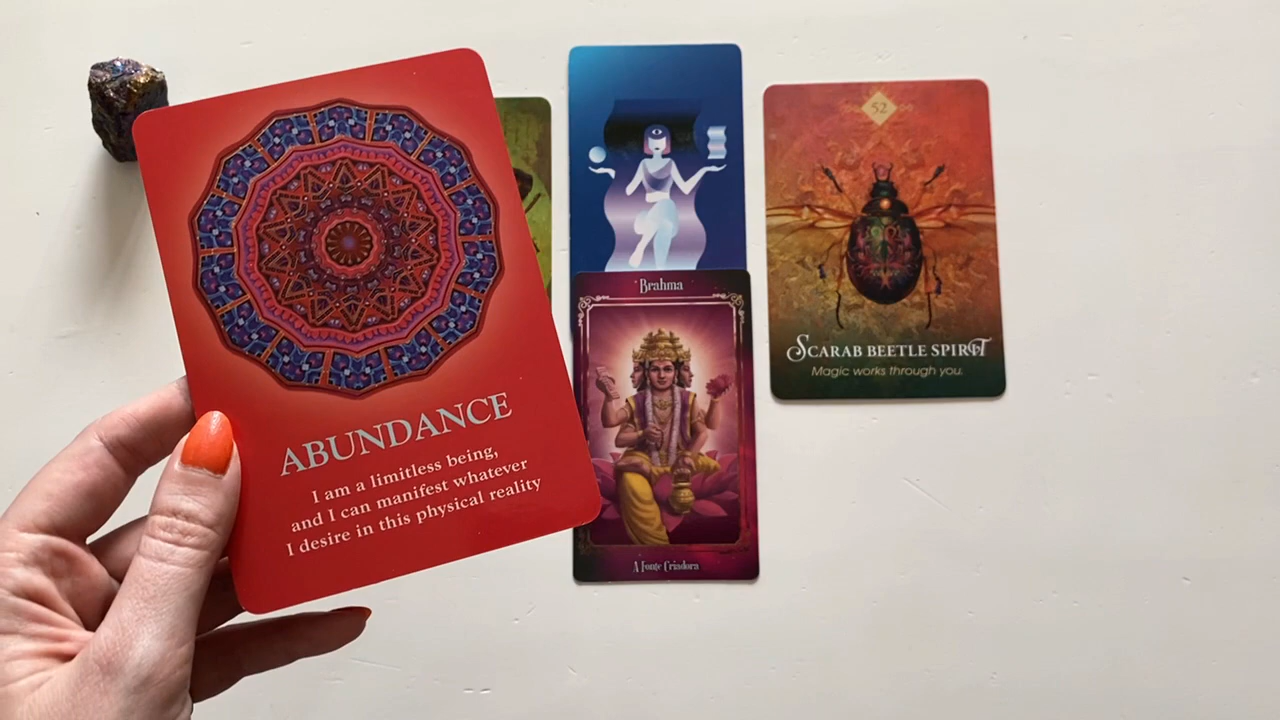 ABUNDANCE
I am a limitless being,
and I can manifest whatever
I desire in this physical reality
Brahma
A Fonte Criadora
52
SCARAB BEETLE SPIRIT
Magic works through you.